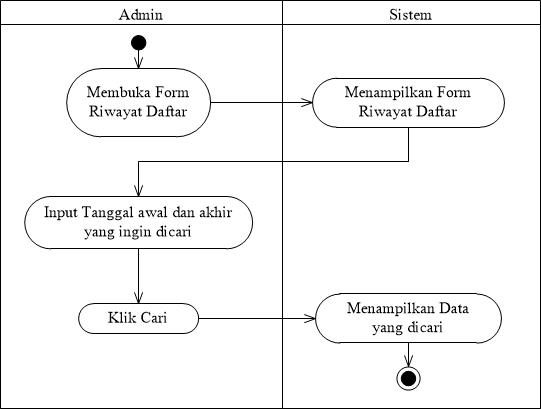 Admin
Sistem
Membuka Form
Riwayat Daftar
Menampilkan Form
Riwayat Daftar
Input Tanggal awal dan akhir
yang ingin dicari
Klik Cari
Menampilkan Data
yang dicari